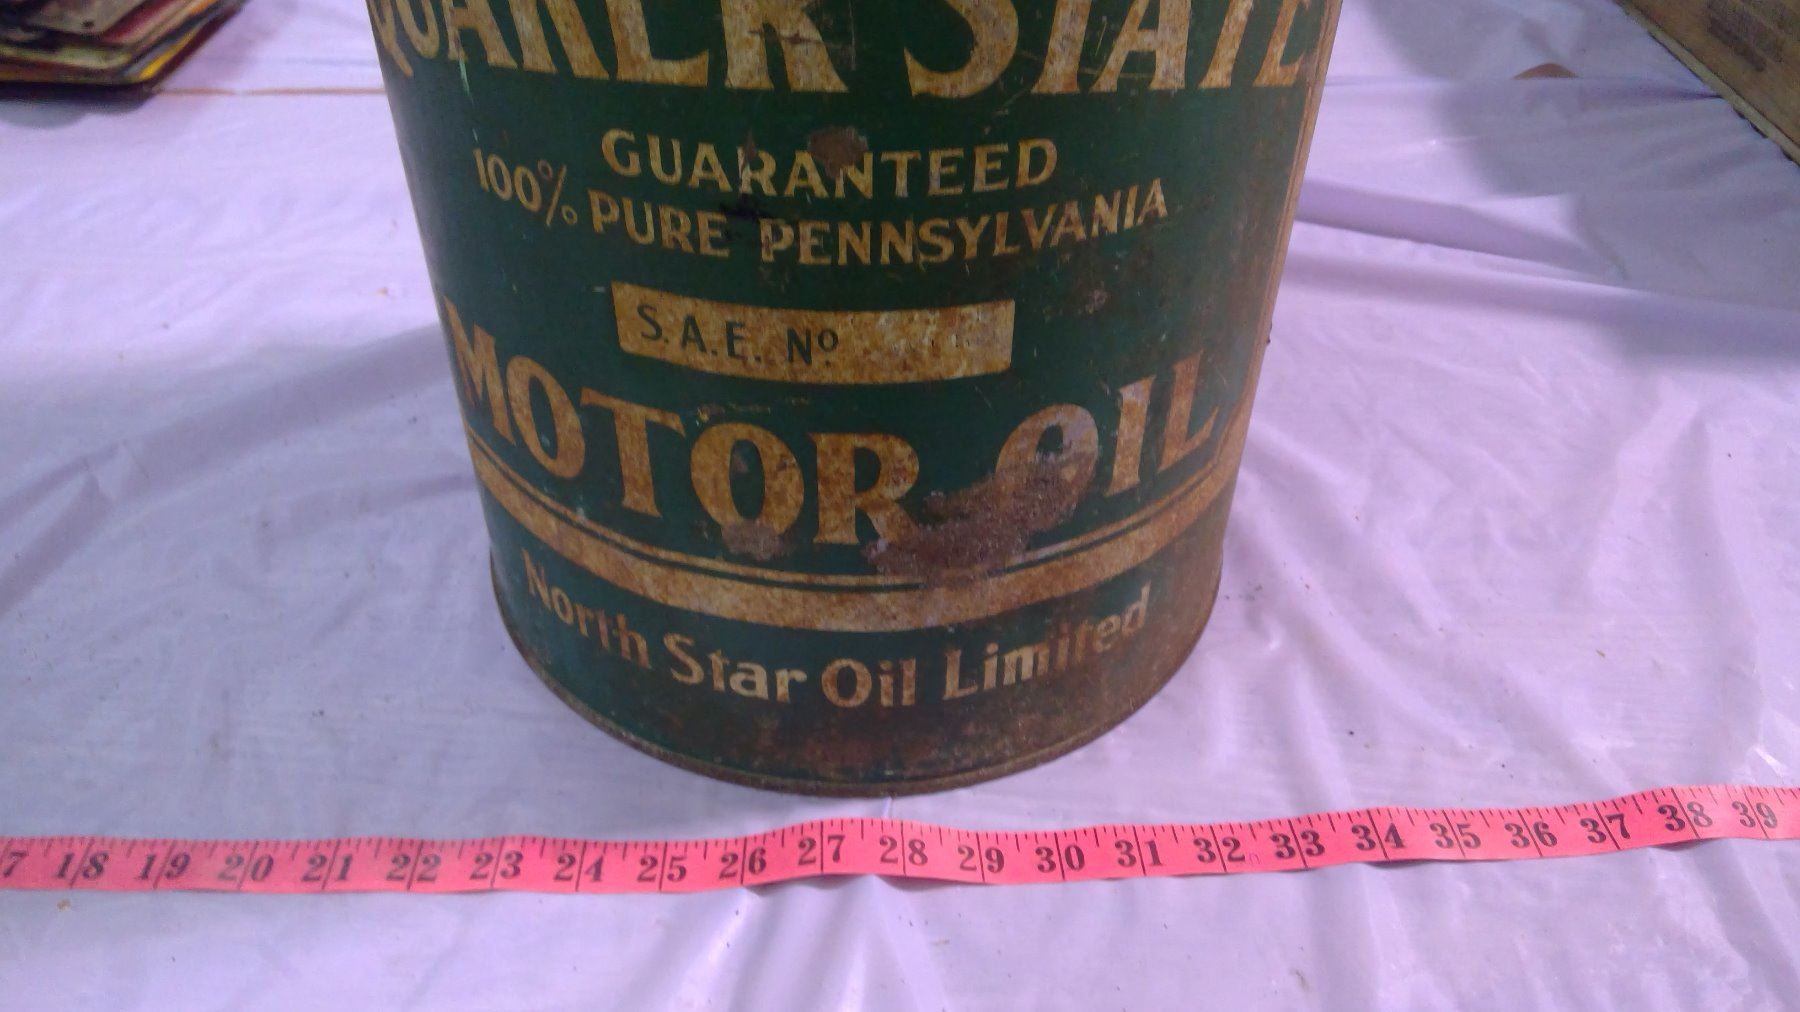 QUAKER STATE
GUARANTEED
100% PURE PENNSYLVANIA
S.A.E. Nº
MOTOR OIL
North Star Oil Limited
7 18 19 20 21 22 23 24 25 26 27 28 29 30 31 32 33 34 35 36 37 38 39